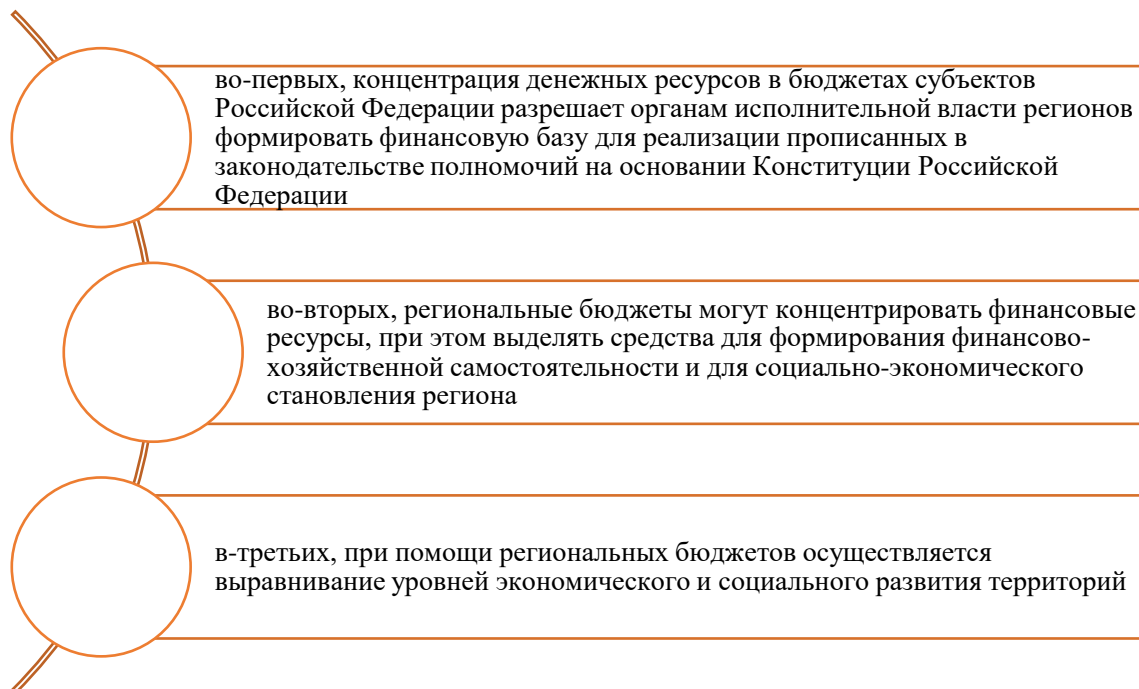 во-первых, концентрация денежных ресурсов в бюджетах субъектов
Российской Федерации разрешает органам исполнительной власти регионов
формировать финансовую базу для реализации прописанных в
законодательстве полномочий на основании Конституции Российской
Федерации
во-вторых, региональные бюджеты могут концентрировать финансовые
ресурсы, при этом выделять средства для формирования финансово-
хозяйственной самостоятельности и для социально-экономического
становления региона
в-третьих, при помощи региональных бюджетов осуществляется
выравнивание уровней экономического и социального развития территорий